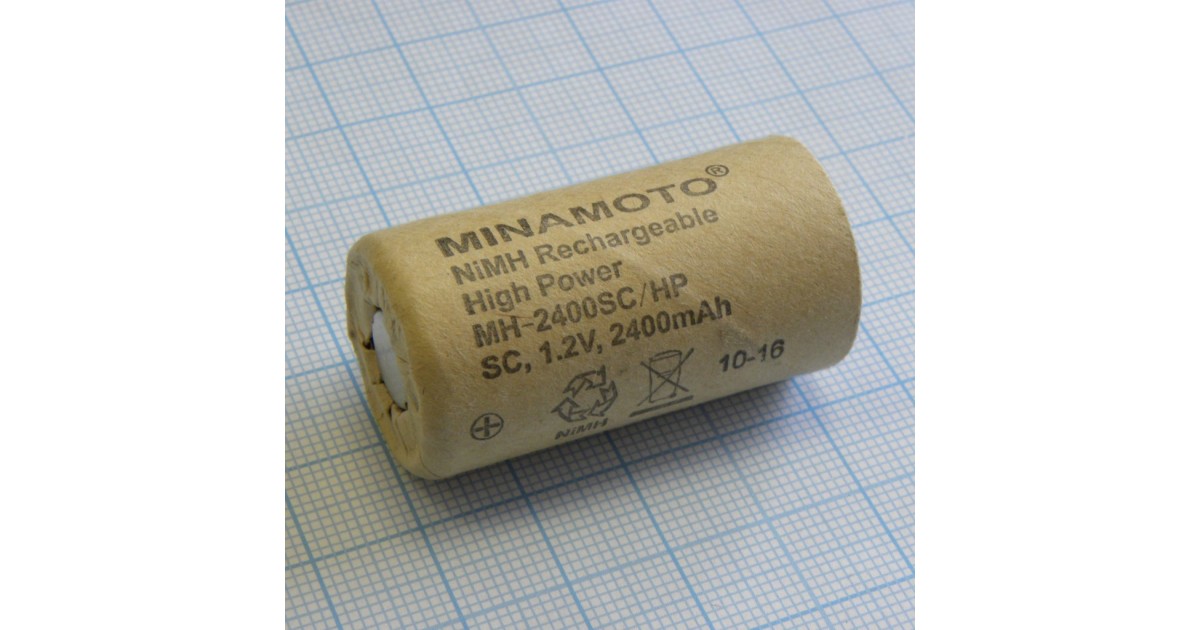 MINAMOTO®
NiMH Rechargeable
High Power
MH-2400SC/HP
SC, 1.2V, 2400mAh
10-16
NiMH